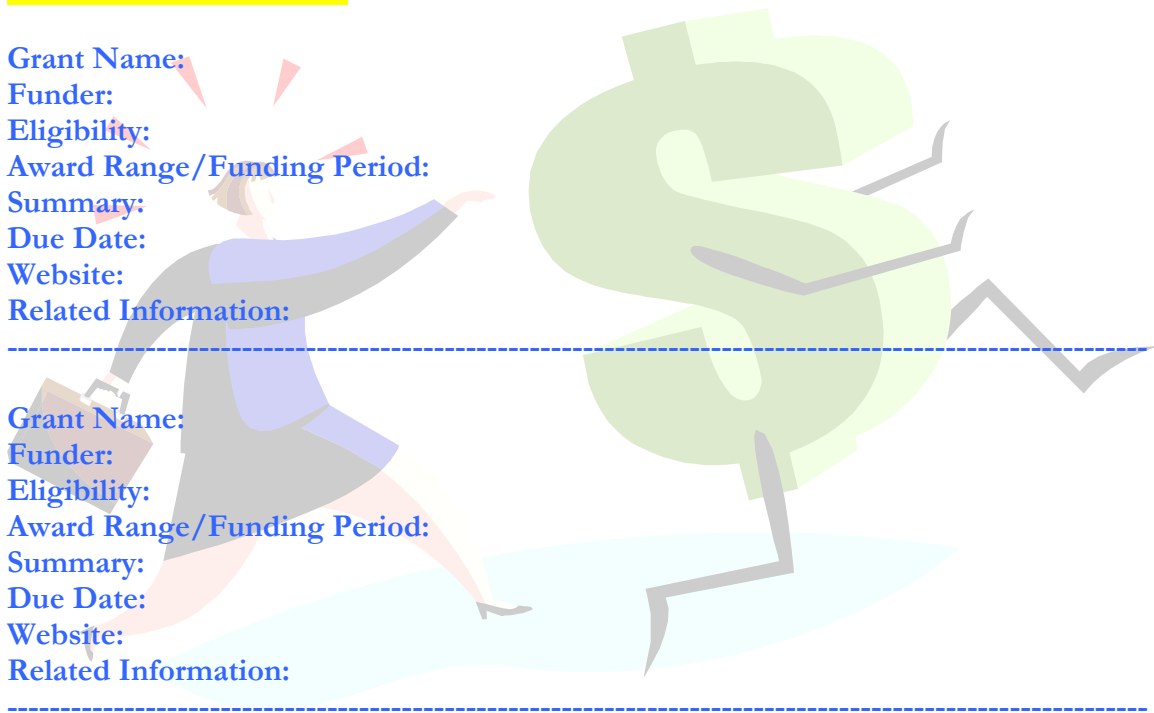 Grant Name:
Funder:
Eligibility:
Award Range/Funding Period:
Summary:
Due Date:
Website:
Related Information:
------------------------------------------------------------------------------------------------------------
Grant Name:
Funder:
Eligibility:
Award Range/Funding Period:
Summary:
Due Date:
Website:
Related Information:
------------------------------------------------------------------------------------------------------------